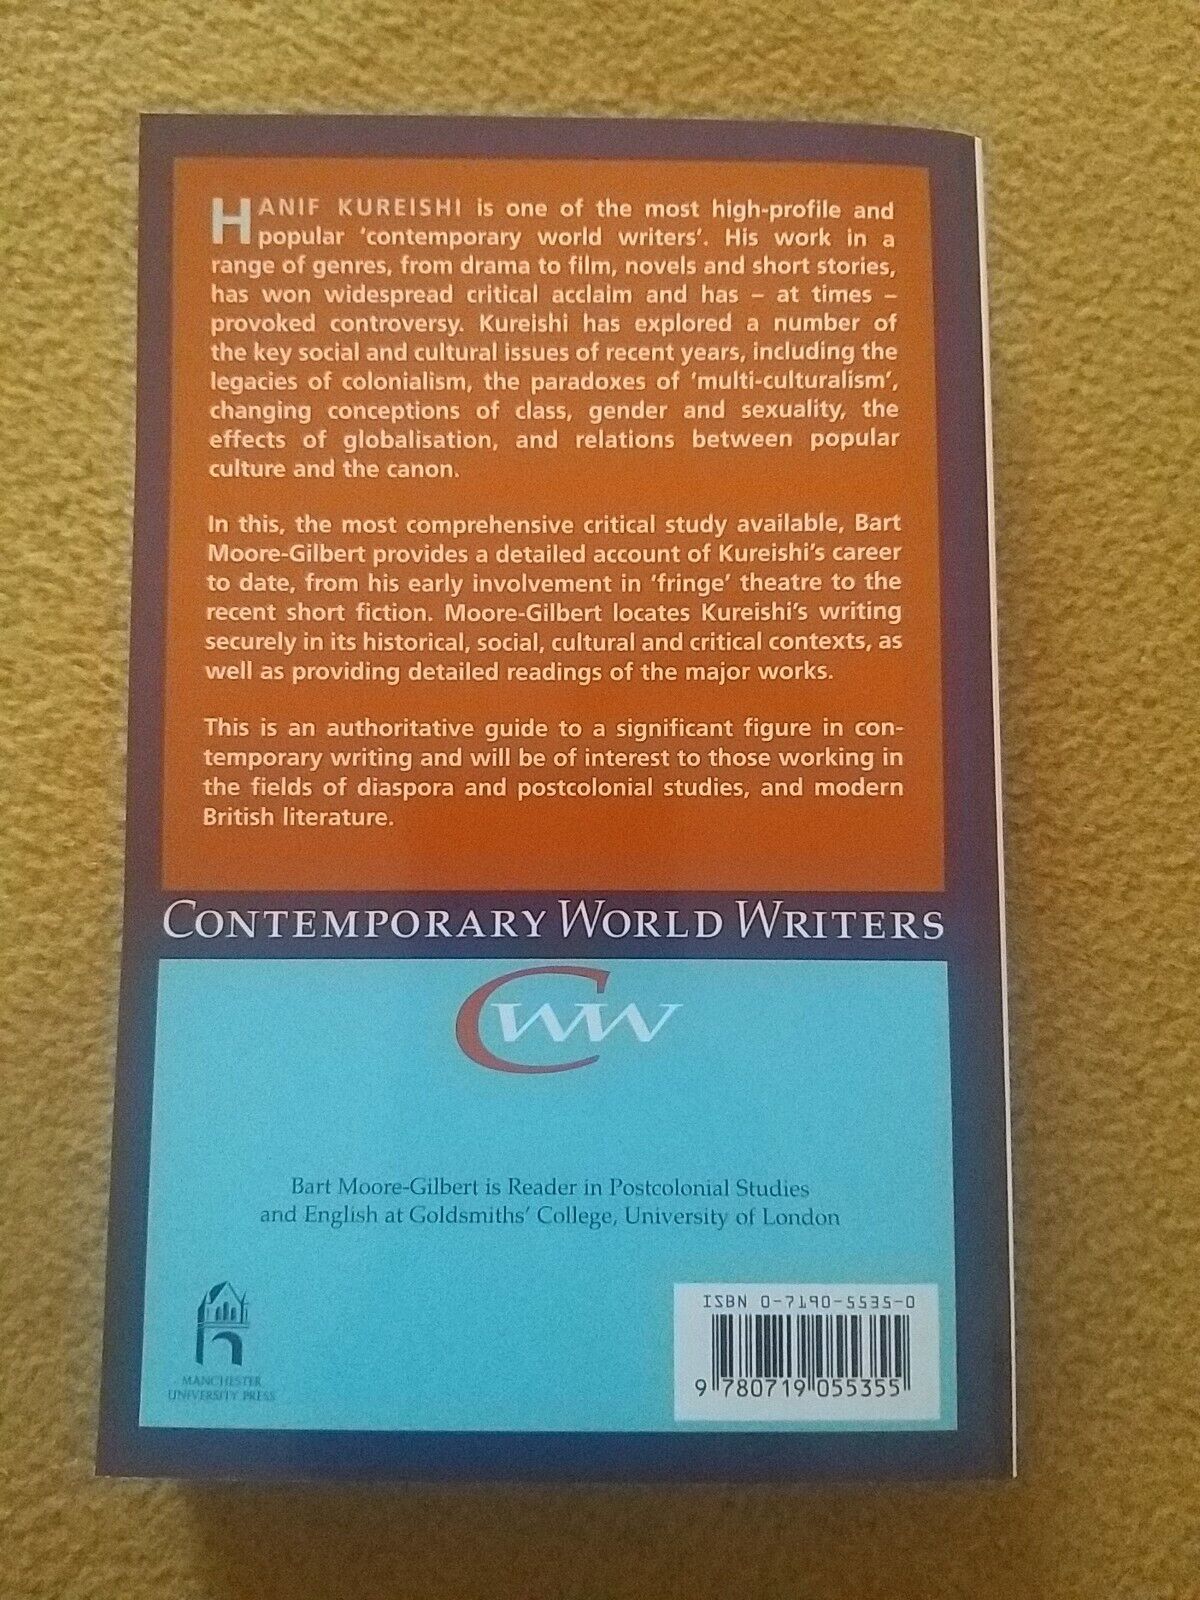 HANIF KUREISHI is one of the most high-profile and
popular ‘contemporary world writers’. His work in a
range of genres, from drama to film, novels and short stories,
has won widespread critical acclaim and has – at times –
provoked controversy. Kureishi has explored a number of
the key social and cultural issues of recent years, including the
legacies of colonialism, the paradoxes of ‘multi-culturalism’,
changing conceptions of class, gender and sexuality, the
effects of globalisation, and relations between popular
culture and the canon.
In this, the most comprehensive critical study available, Bart
Moore-Gilbert provides a detailed account of Kureishi’s career
to date, from his early involvement in ‘fringe’ theatre to the
recent short fiction. Moore-Gilbert locates Kureishi’s writing
securely in its historical, social, cultural and critical contexts, as
well as providing detailed readings of the major works.
This is an authoritative guide to a significant figure in con-
temporary writing and will be of interest to those working in
the fields of diaspora and postcolonial studies, and modern
British literature.
CONTEMPORARY WORLD WRITERS
CWW
Bart Moore-Gilbert is Reader in Postcolonial Studies
and English at Goldsmiths’ College, University of London
MANCHESTER
UNIVERSITY PRESS
ISBN 0-7190-5535-0
9 780719 055355